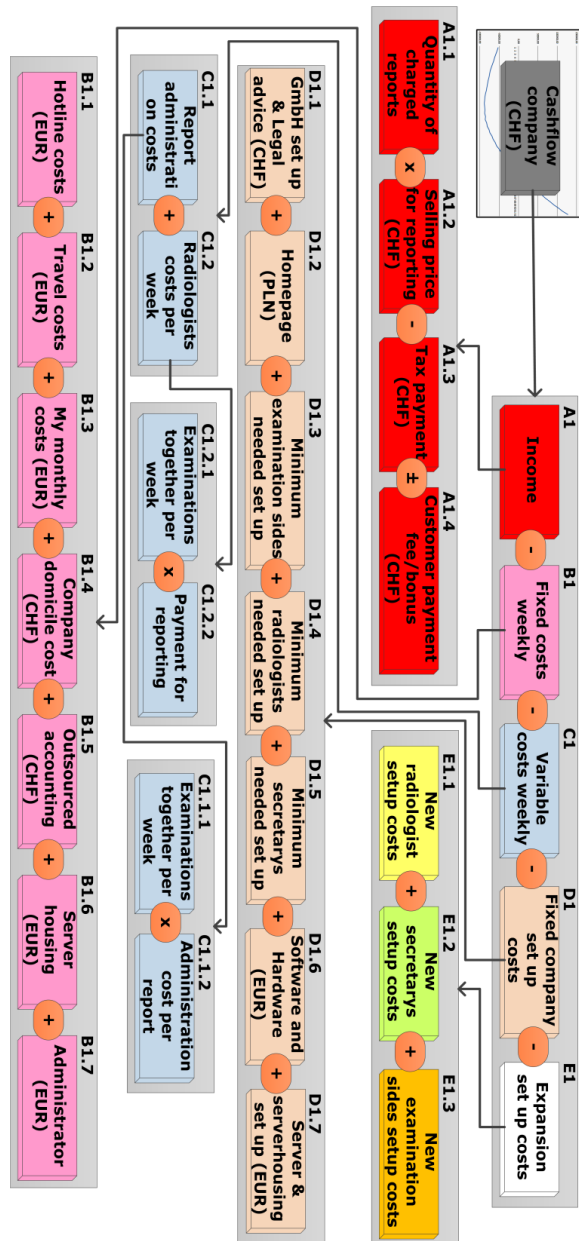 Cashflow
company
(CHF)
A1
Income
-
B1
Fixed costs
weekly
-
C1
Variable
costs weekly
-
D1
Fixed company
set up
costs
-
E1
Expansion
set up costs
A1.1
Quantity of
charged
reports
x
A1.2
Selling price
for reporting
(CHF)
-
A1.3
Tax payment
(CHF)
±
A1.4
Customer payment
fee/bonus
(CHF)
E1.1
New
radiologist
setup costs
+
E1.2
New
secretarys
setup costs
+
E1.3
New
examination
sides setup costs
D1.1
GmbH set up
& Legal
advice (CHF)
+
D1.2
Homepage
(PLN)
+
D1.3
Minimum
examination sides
needed set up
+
D1.4
Minimum
radiologists
needed set up
+
D1.5
Minimum
secretarys
needed set up
+
D1.6
Software and
Hardware
(EUR)
+
D1.7
Server &
serverhousing
set up (EUR)
C1.1
Report
administrati
on costs
+
C1.2
Radiologists
costs per
week
C1.2.1
Examinations
together per
week
x
C1.2.2
Payment for
reporting
C1.1.1
Examinations
together per
week
x
C1.1.2
Administration
cost per
report
B1.1
Hotline costs
(EUR)
+
B1.2
Travel costs
(EUR)
+
B1.3
My monthly
costs (EUR)
+
B1.4
Company
domicile cost
(CHF)
+
B1.5
Outsourced
accounting
(CHF)
+
B1.6
Server
housing
(EUR)
+
B1.7
Administrator
(EUR)